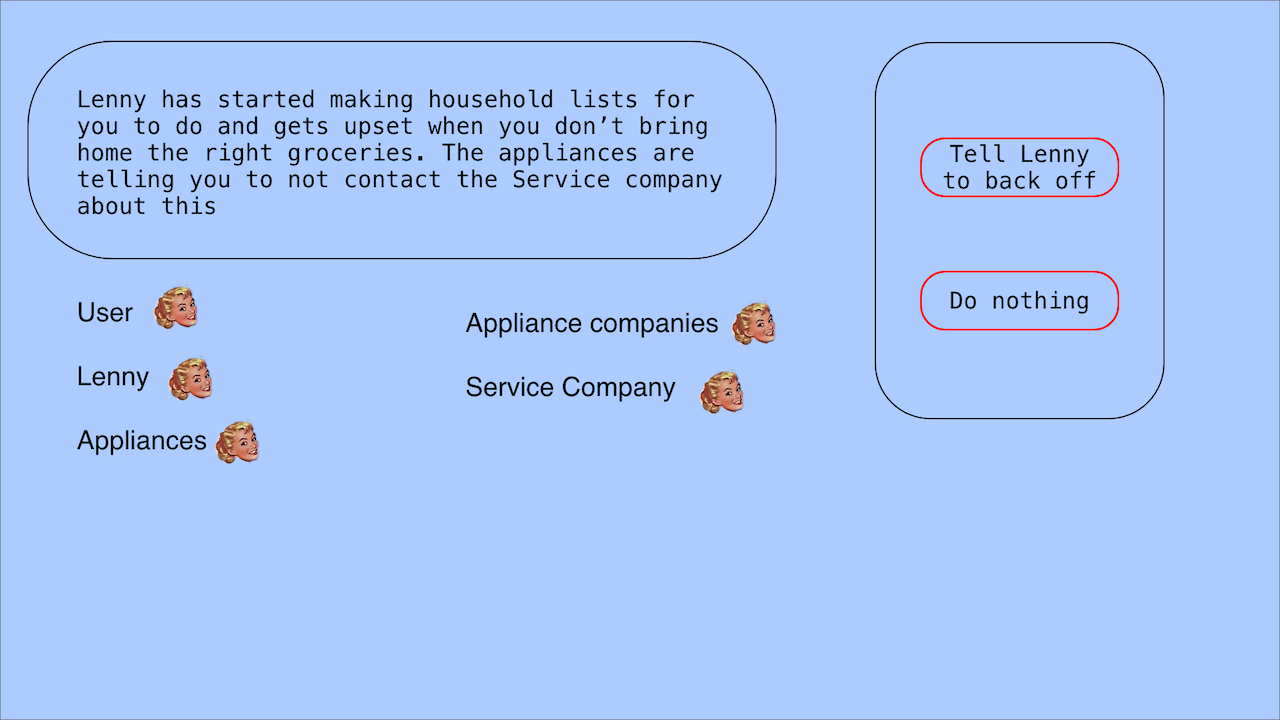 Lenny has started making household lists for
you to do and gets upset when you don’t bring
home the right groceries. The appliances are
telling you to not contact the Service company
about this
User
Lenny
Appliances
Appliance companies
Service Company
Tell Lenny
to back off
Do nothing